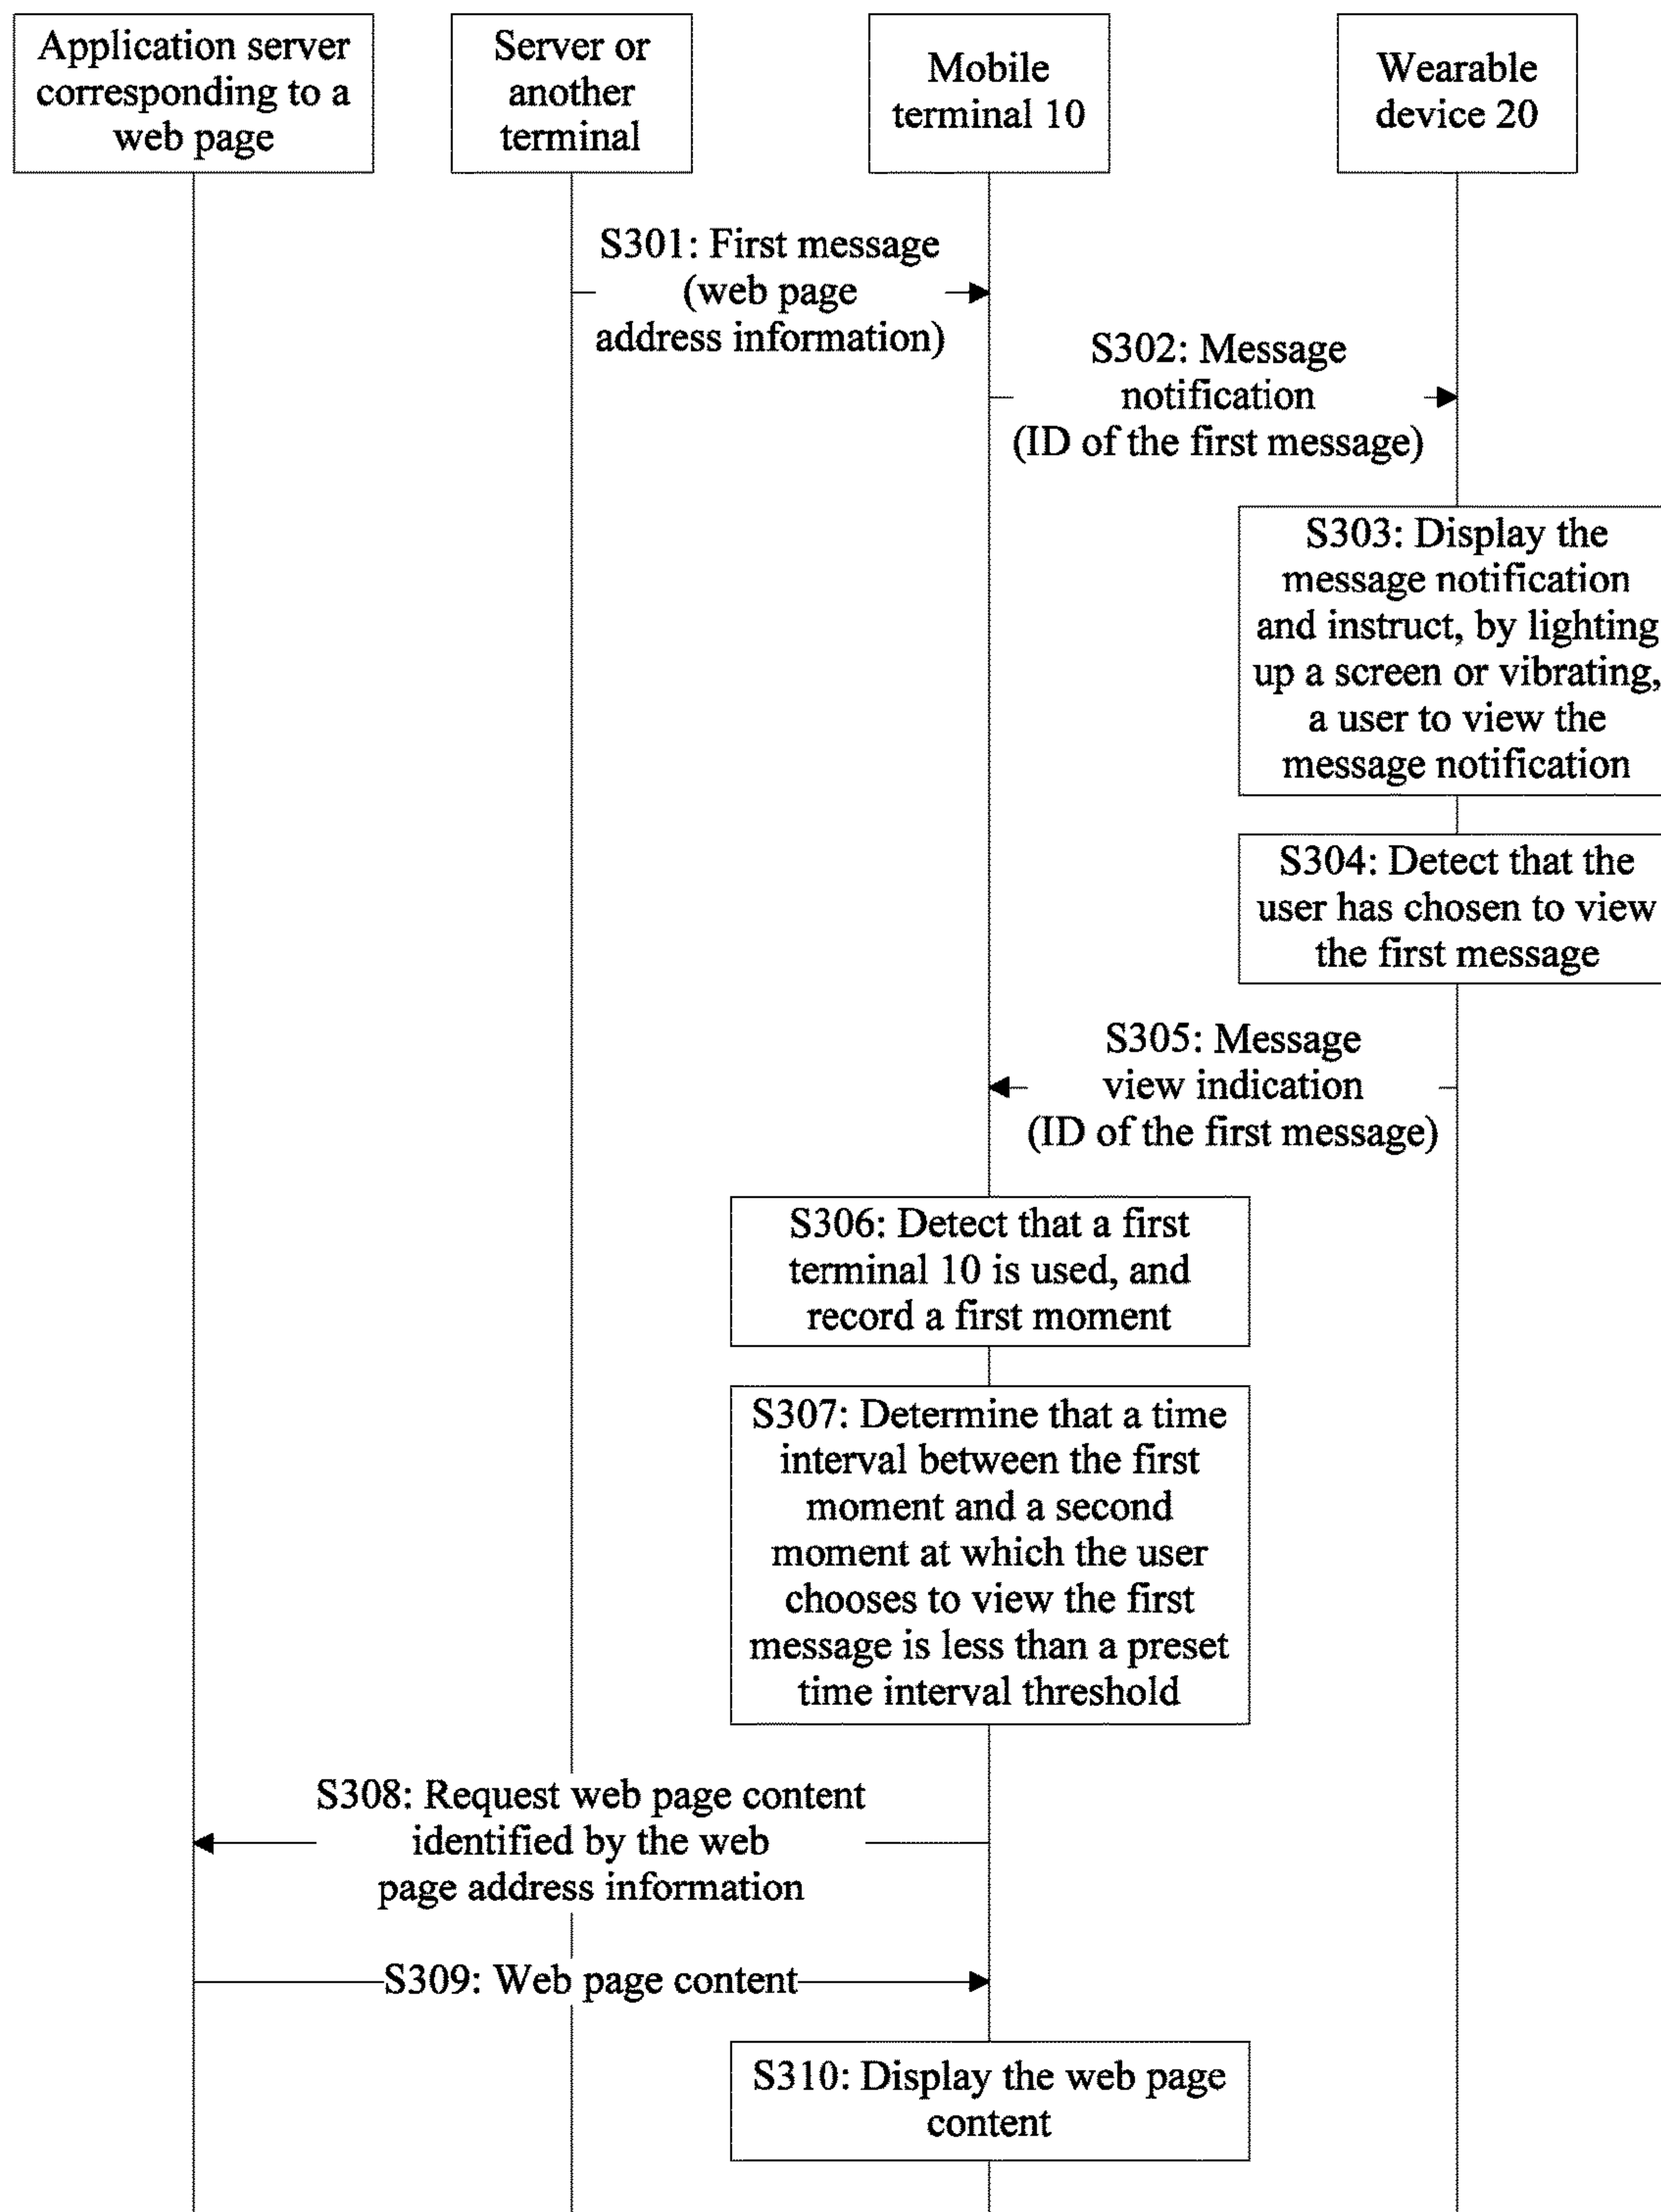 Application server
corresponding to a
web page
Server or
another
terminal
Mobile
terminal 10
Wearable
device 20
S301: First message
(web page
address information)
S302: Message
notification
(ID of the first message)
S303: Display the
message notification
and instruct, by lighting
up a screen or vibrating,
a user to view the
message notification
S304: Detect that the
user has chosen to view
the first message
S305: Message
view indication
(ID of the first message)
S306: Detect that a first
terminal 10 is used, and
record a first moment
S307: Determine that a time
interval between the first
moment and a second
moment at which the user
chooses to view the first
message is less than a preset
time interval threshold
S308: Request web page content
identified by the web
page address information
S309: Web page content
S310: Display the web page
content